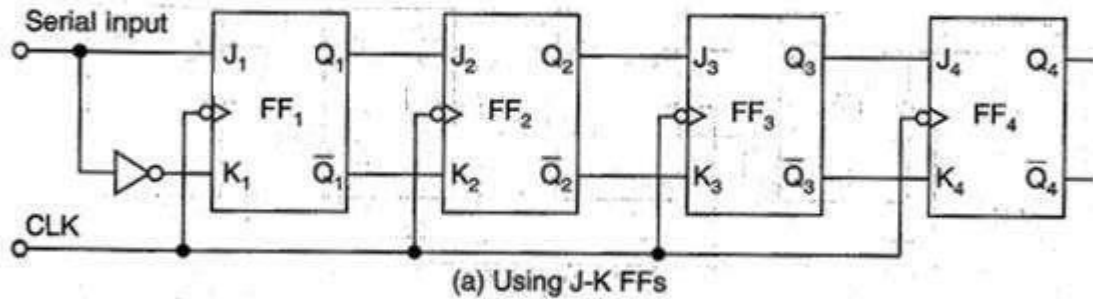 Serial input
J₁ Q₁ J₂ Q₂ J₃ Q₃ J₄ Q₄
FF₁ FF₂ FF₃ FF₄
K₁ Q̅₁ K₂ Q̅₂ K₃ Q̅₃ K₄ Q̅₄
CLK
(a) Using J-K FFs